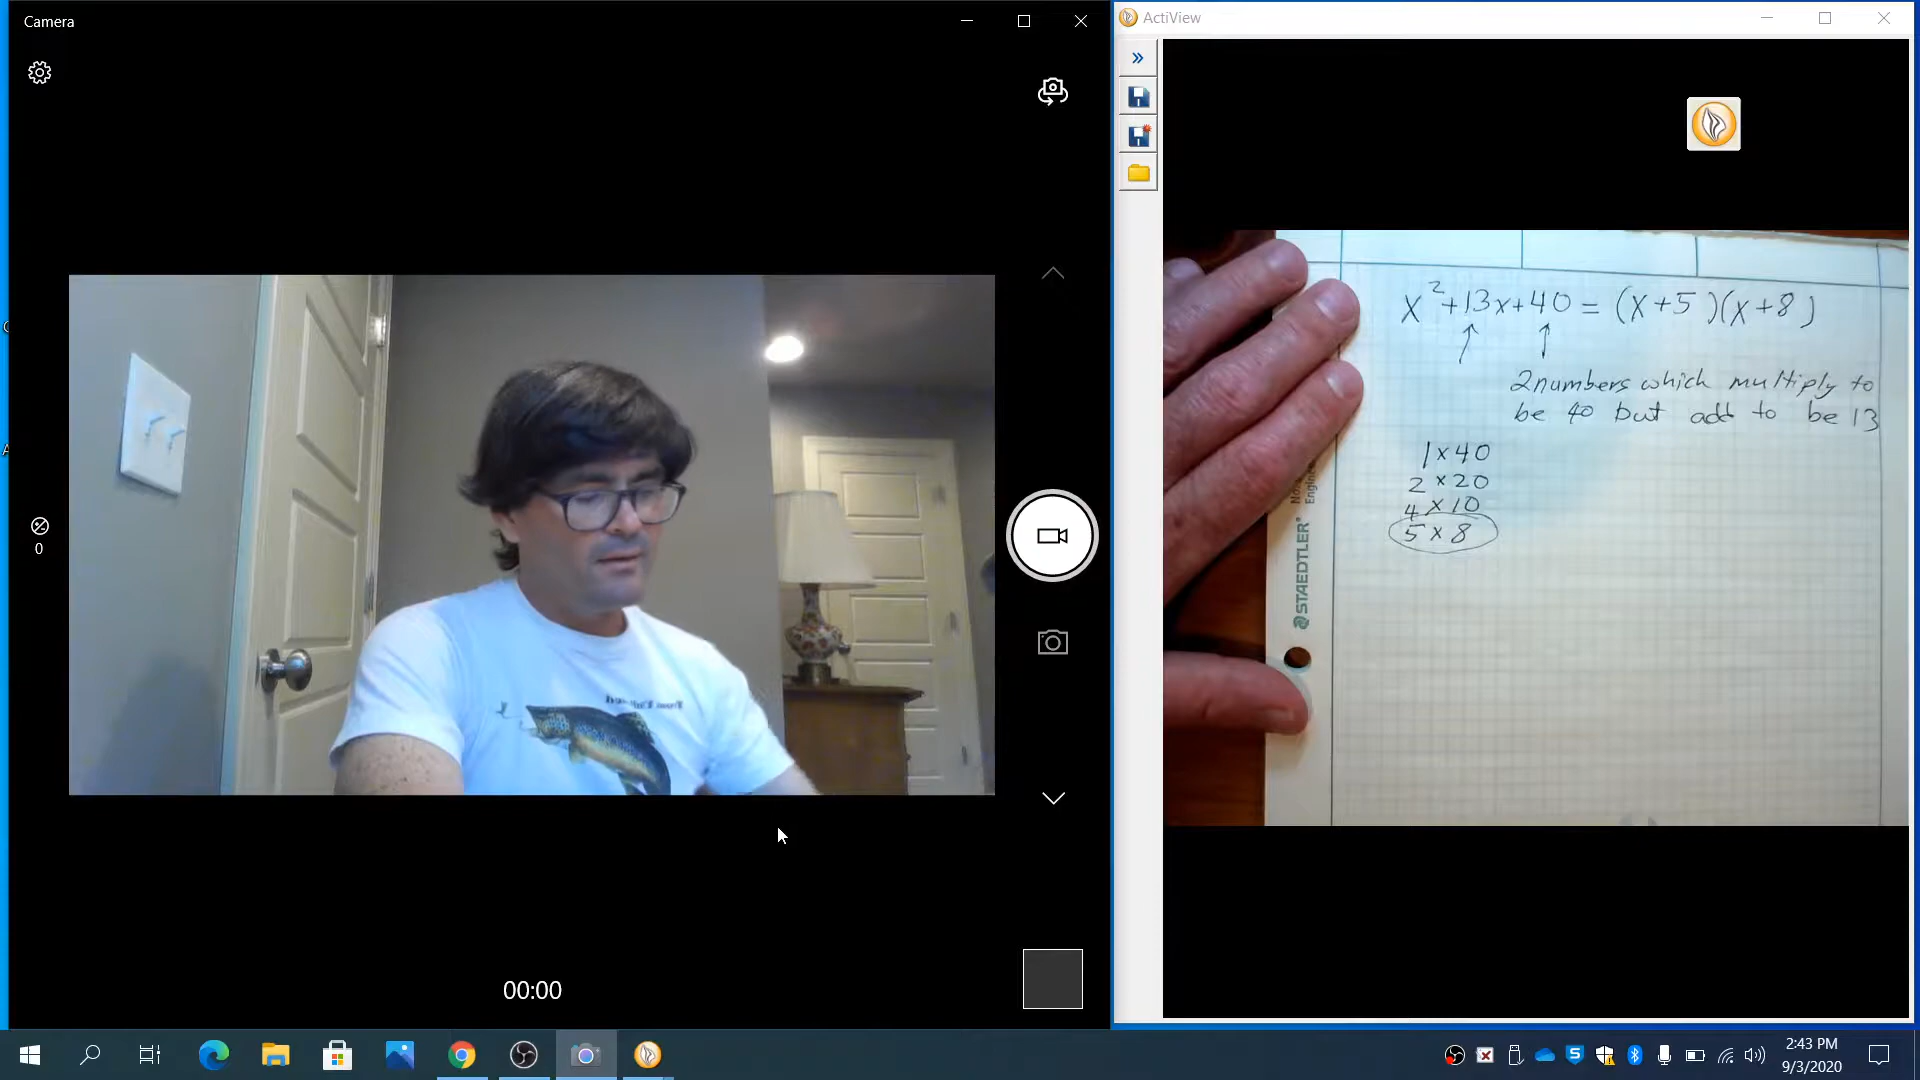 Camera
ActiView
x² + 13x + 40 = (x + 5 )(x + 8 )
2 numbers which multiply to
be 40 but add to be 13
1 x 40
2 x 20
4 x 10
5 x 8
STAEDTLER®
0
00:00
2:43 PM
9/3/2020